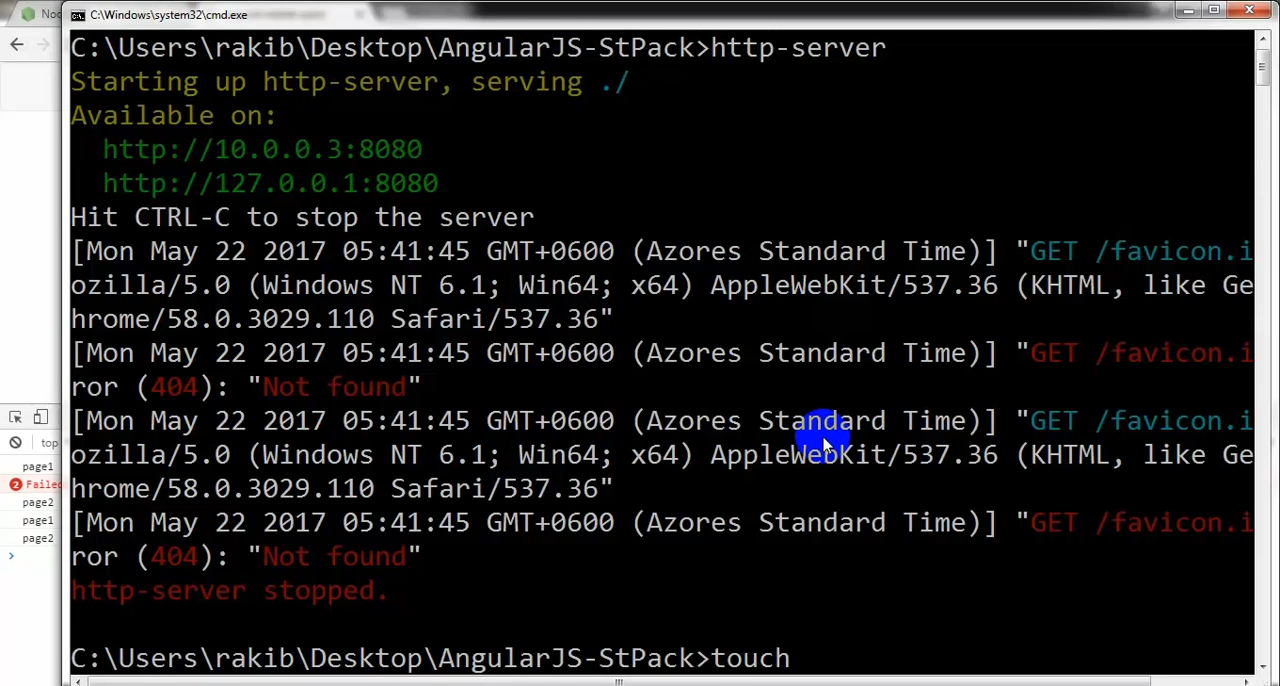 Noo
C:\Windows\system32\cmd.exe
C:\Users\rakib\Desktop\AngularJS-StPack>http-server
Starting up http-server, serving ./
Available on:
http://10.0.0.3:8080
http://127.0.0.1:8080
Hit CTRL-C to stop the server
[Mon May 22 2017 05:41:45 GMT+0600 (Azores Standard Time)] "GET /favicon.i
ozilla/5.0 (Windows NT 6.1; Win64; x64) AppleWebKit/537.36 (KHTML, like Ge
hrome/58.0.3029.110 Safari/537.36"
[Mon May 22 2017 05:41:45 GMT+0600 (Azores Standard Time)] "GET /favicon.i
ror (404): "Not found"
[Mon May 22 2017 05:41:45 GMT+0600 (Azores Standard Time)] "GET /favicon.i
ozilla/5.0 (Windows NT 6.1; Win64; x64) AppleWebKit/537.36 (KHTML, like Ge
hrome/58.0.3029.110 Safari/537.36"
[Mon May 22 2017 05:41:45 GMT+0600 (Azores Standard Time)] "GET /favicon.i
ror (404): "Not found"
http-server stopped.
C:\Users\rakib\Desktop\AngularJS-StPack>touch
top
page1
2 Failed
page2
page1
page2
>